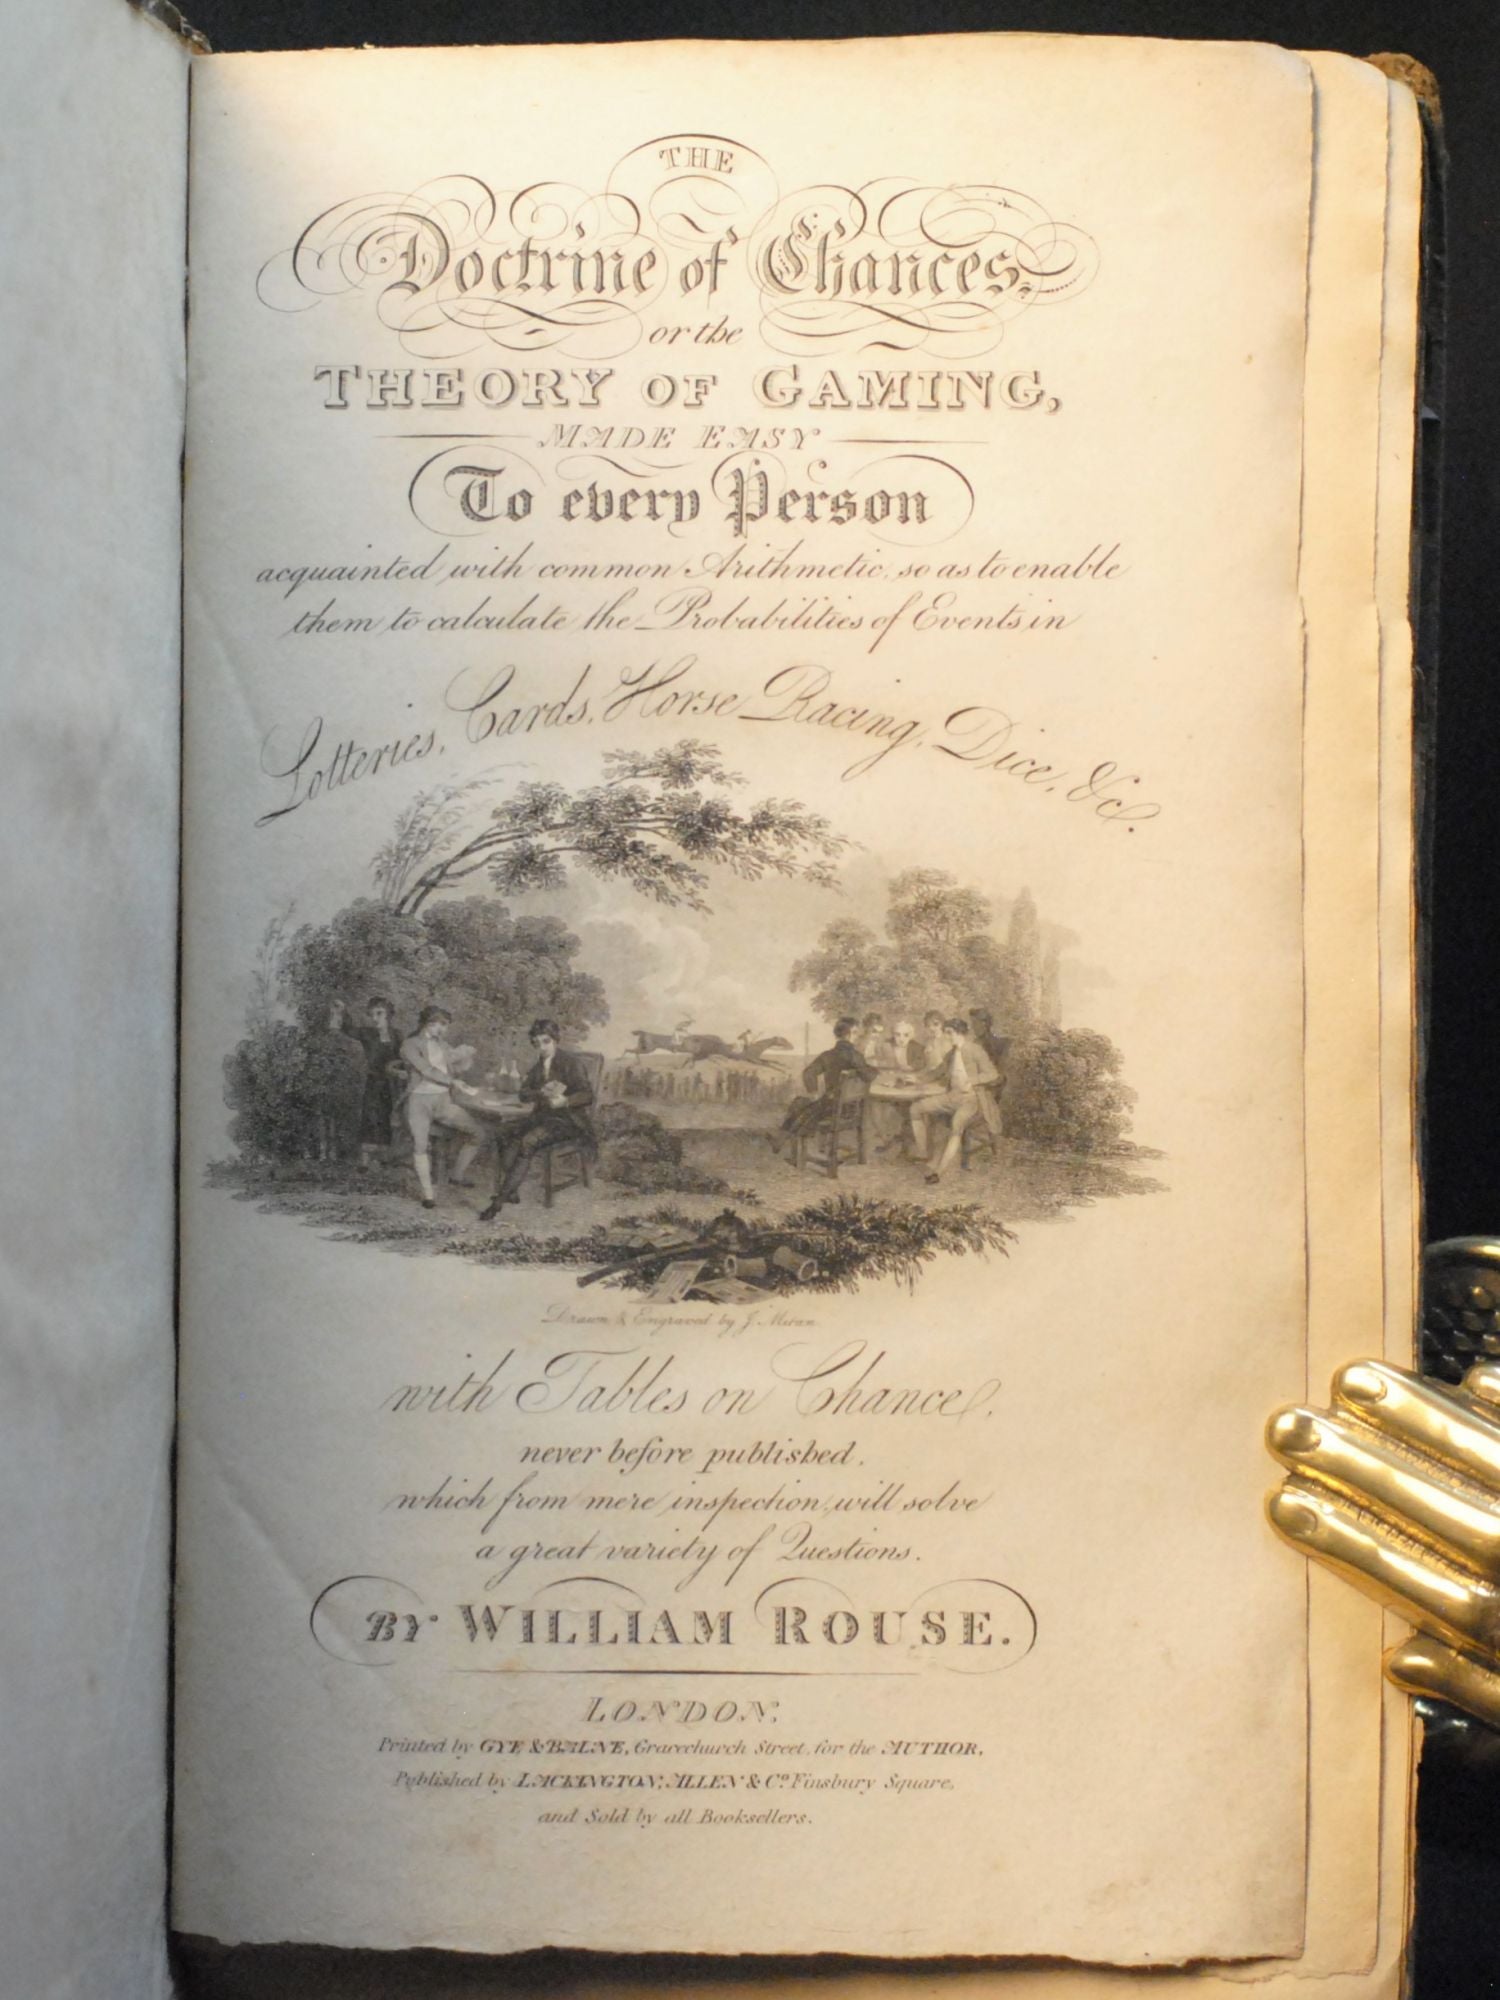 THE
Doctrine of Chances,
or the
THEORY OF GAMING,
MADE EASY
To every Person
acquainted with common Arithmetic, so as to enable
them to calculate the Probabilities of Events in
Lotteries, Cards, Horse Racing, Dice, &c.
Drawn & Engraved by J. Mitan
with Tables on Chance,
never before published,
which from mere inspection, will solve
a great variety of Questions.
BY WILLIAM ROUSE.
LONDON:
Printed by GYE & BALNE, Gracechurch Street, for the AUTHOR,
Published by LACKINGTON, ALLEN & Co. Finsbury Square,
and Sold by all Booksellers.